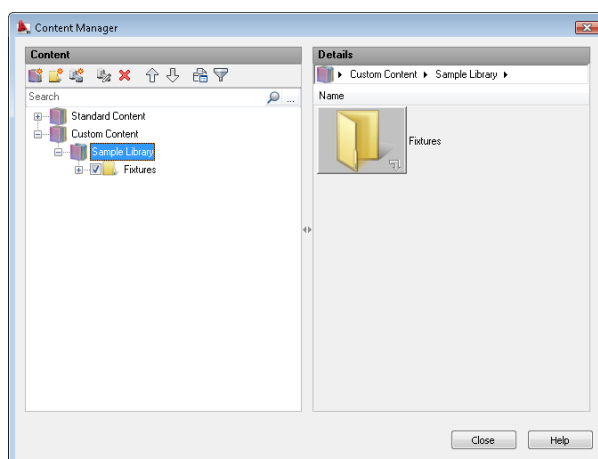 Content Manager
Content
Search
...
Standard Content
Custom Content
Sample Library
Fixtures
Details
Custom Content Sample Library
Name
Fixtures
Close
Help